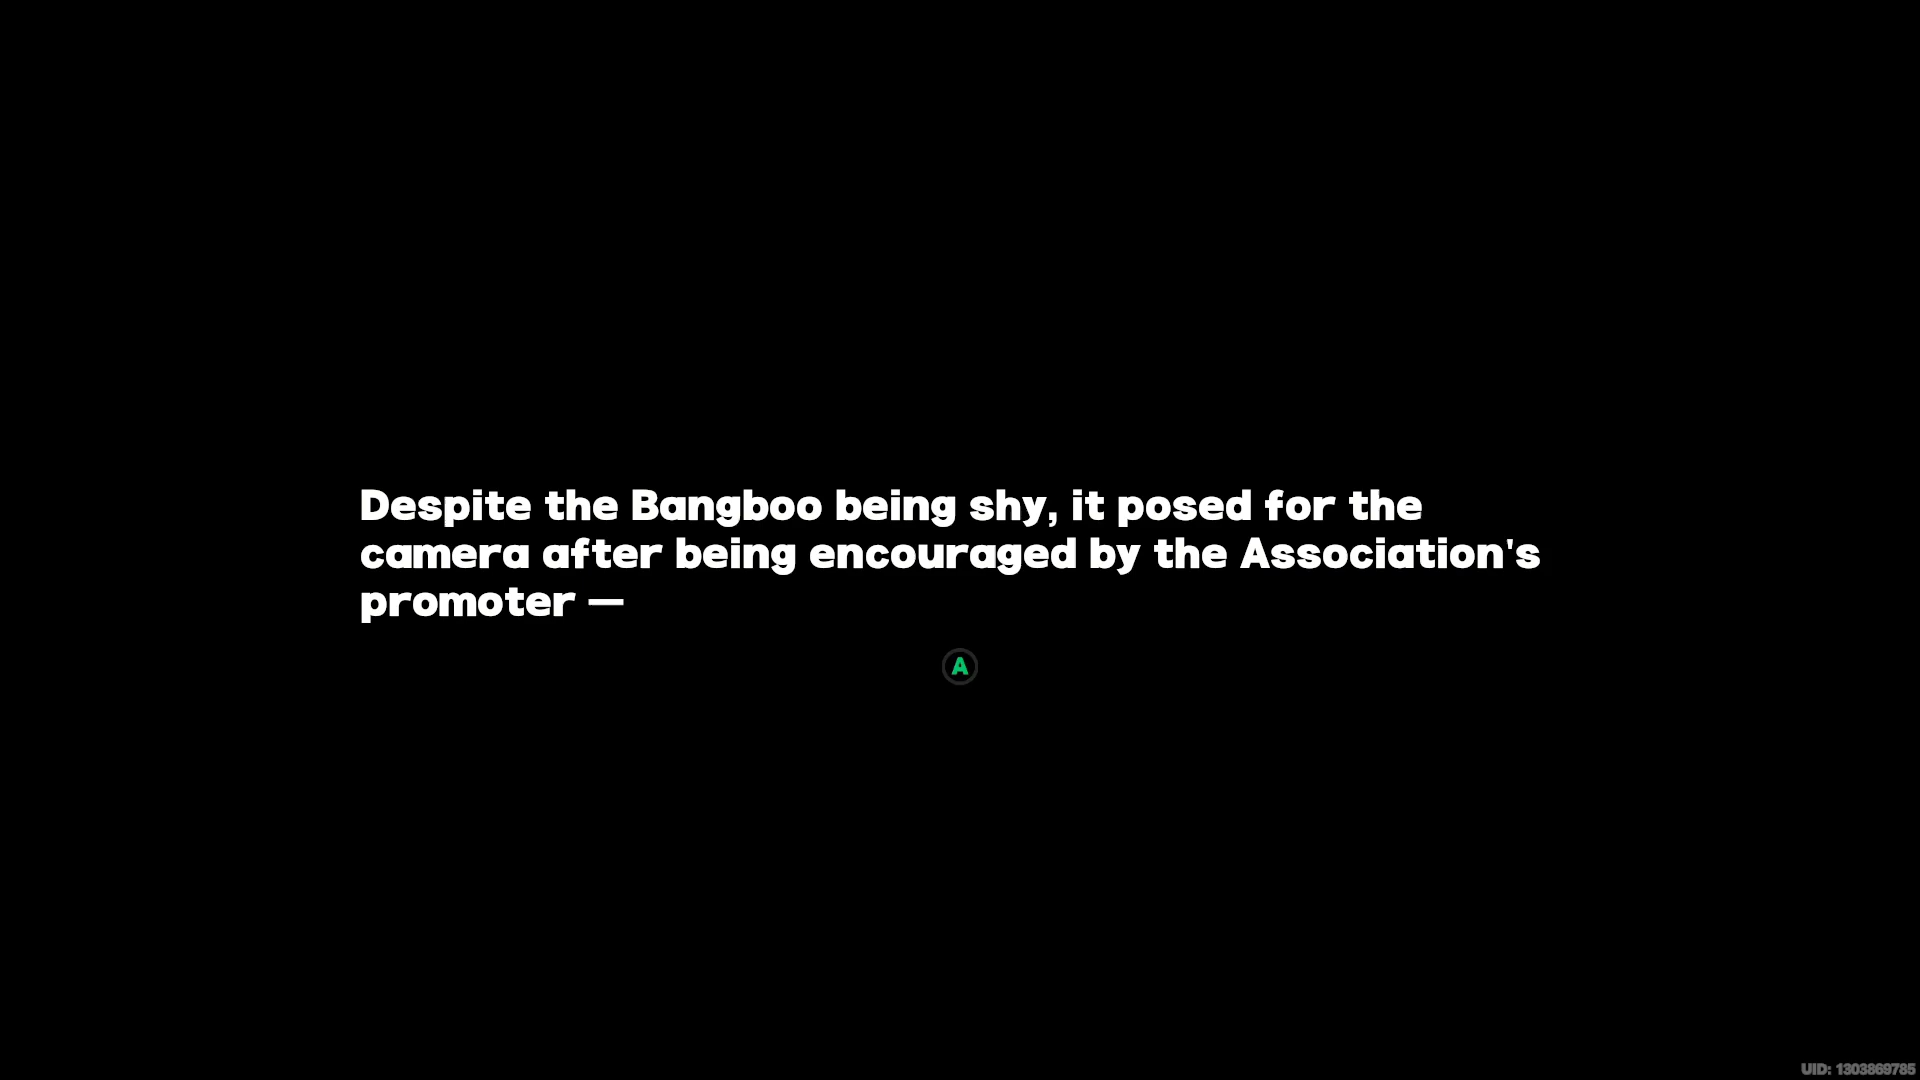 Despite the Bangboo being shy, it posed for the
camera after being encouraged by the Association's
promoter —
A
UID: 1303869785